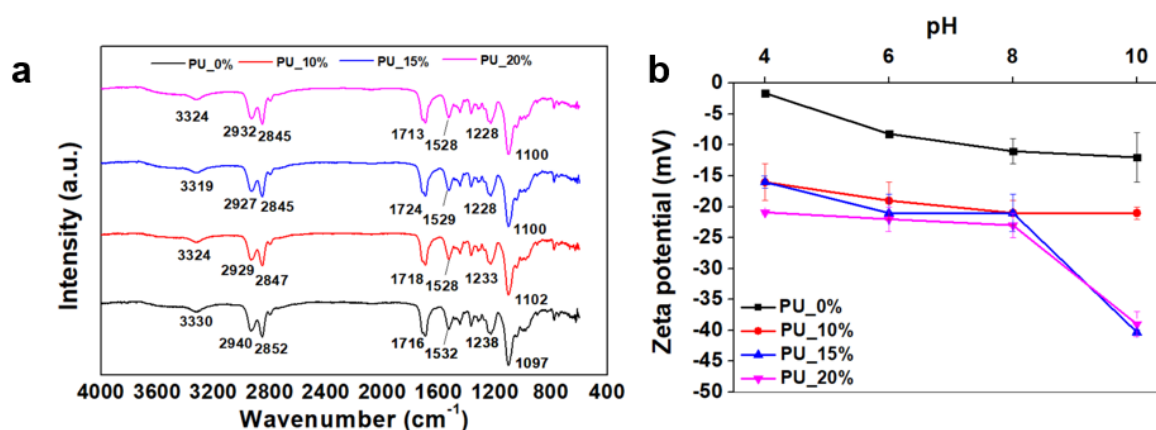 a
Intensity (a.u.)
PU_0% PU_10% PU_15% PU_20%
3324 2932 2845 1713 1528 1228 1100
3319 2927 2845 1724 1529 1228 1100
3324 2929 2847 1718 1528 1233 1102
3330 2940 2852 1716 1532 1238 1097
4000 3600 3200 2800 2400 2000 1600 1200 800 400
Wavenumber (cm⁻¹)
b
pH
4 6 8 10
Zeta potential (mV)
0
-5
-10
-15
-20
-25
-30
-35
-40
-45
-50
PU_0%
PU_10%
PU_15%
PU_20%